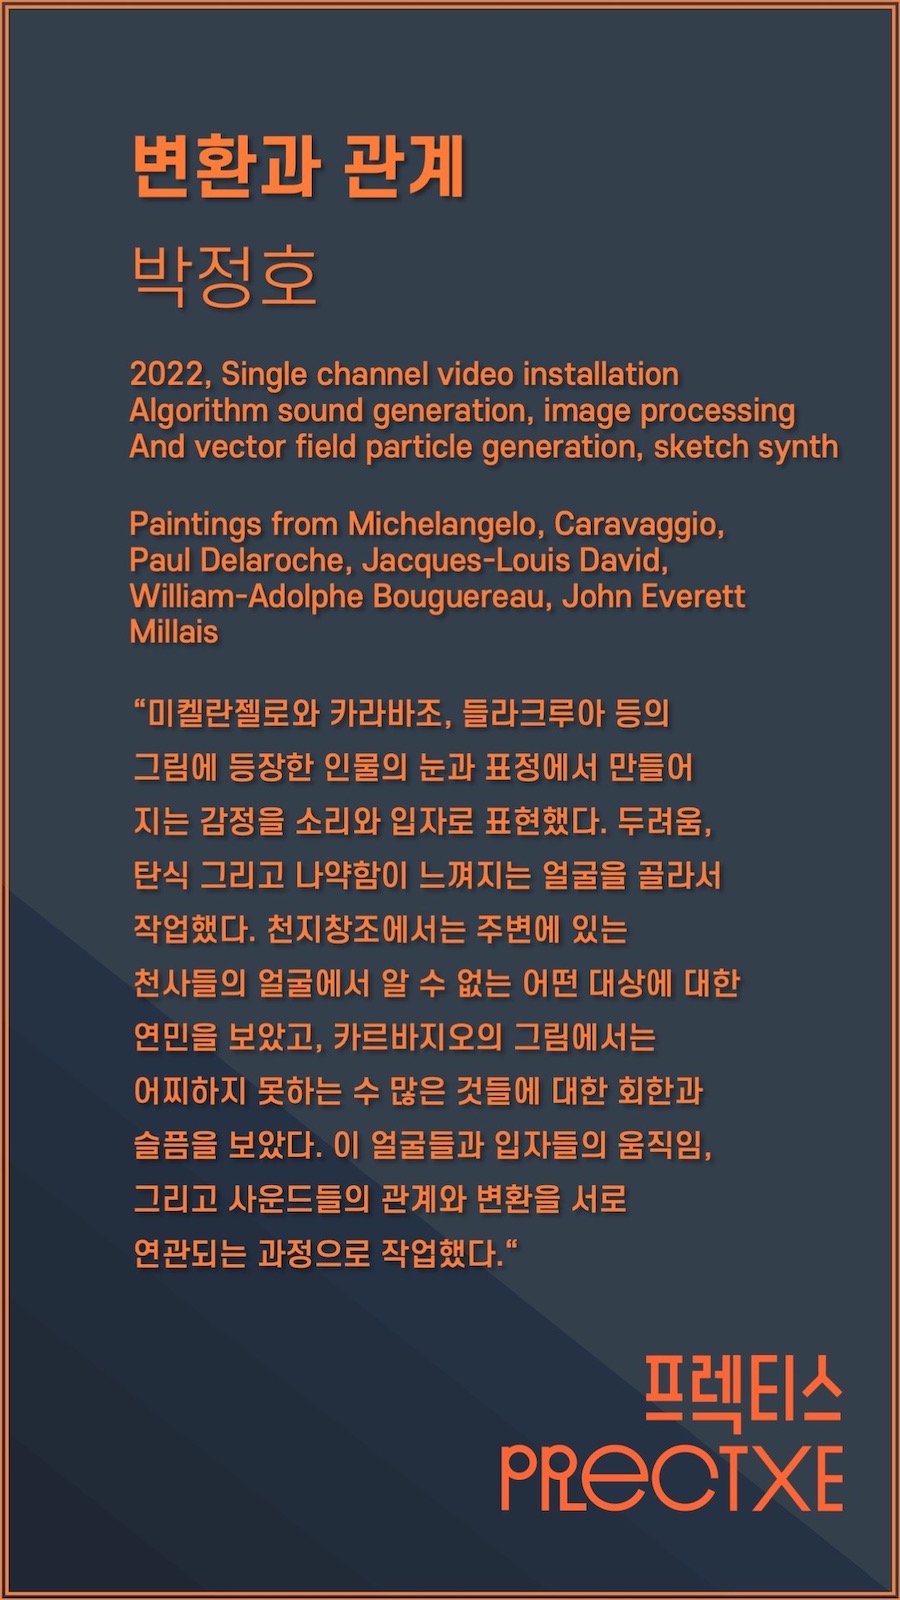 변환과 관계
박정호
2022, Single channel video installation
Algorithm sound generation, image processing
And vector field particle generation, sketch synth
Paintings from Michelangelo, Caravaggio,
Paul Delaroche, Jacques-Louis David,
William-Adolphe Bouguereau, John Everett
Millais
“미켈란젤로와 카라바조, 들라크루아 등의
그림에 등장한 인물의 눈과 표정에서 만들어
지는 감정을 소리와 입자로 표현했다. 두려움,
탄식 그리고 나약함이 느껴지는 얼굴을 골라서
작업했다. 천지창조에서는 주변에 있는
천사들의 얼굴에서 알 수 없는 어떤 대상에 대한
연민을 보았고, 카르바지오의 그림에서는
어찌하지 못하는 수 많은 것들에 대한 회한과
슬픔을 보았다. 이 얼굴들과 입자들의 움직임,
그리고 사운드들의 관계와 변환을 서로
연관되는 과정으로 작업했다.“
프렉티스
PRECTXE